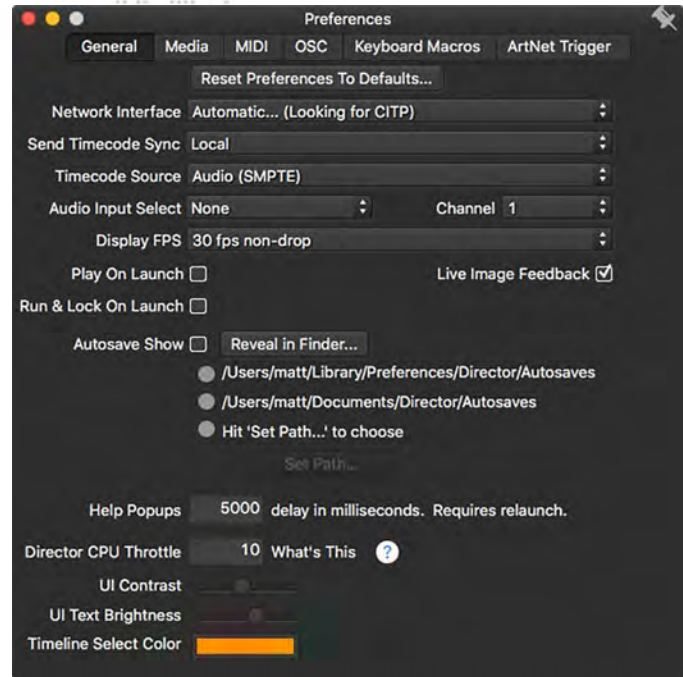 Preferences
General Media MIDI OSC Keyboard Macros ArtNet Trigger
Reset Preferences To Defaults...
Network Interface Automatic... (Looking for CITP)
Send Timecode Sync Local
Timecode Source Audio (SMPTE)
Audio Input Select None Channel 1
Display FPS 30 fps non-drop
Play On Launch Live Image Feedback
Run & Lock On Launch
Autosave Show Reveal in Finder...
/Users/matt/Library/Preferences/Director/Autosaves
/Users/matt/Documents/Director/Autosaves
Hit 'Set Path...' to choose
Set Path...
Help Popups 5000 delay in milliseconds. Requires relaunch.
Director CPU Throttle 10 What's This ?
UI Contrast
UI Text Brightness
Timeline Select Color